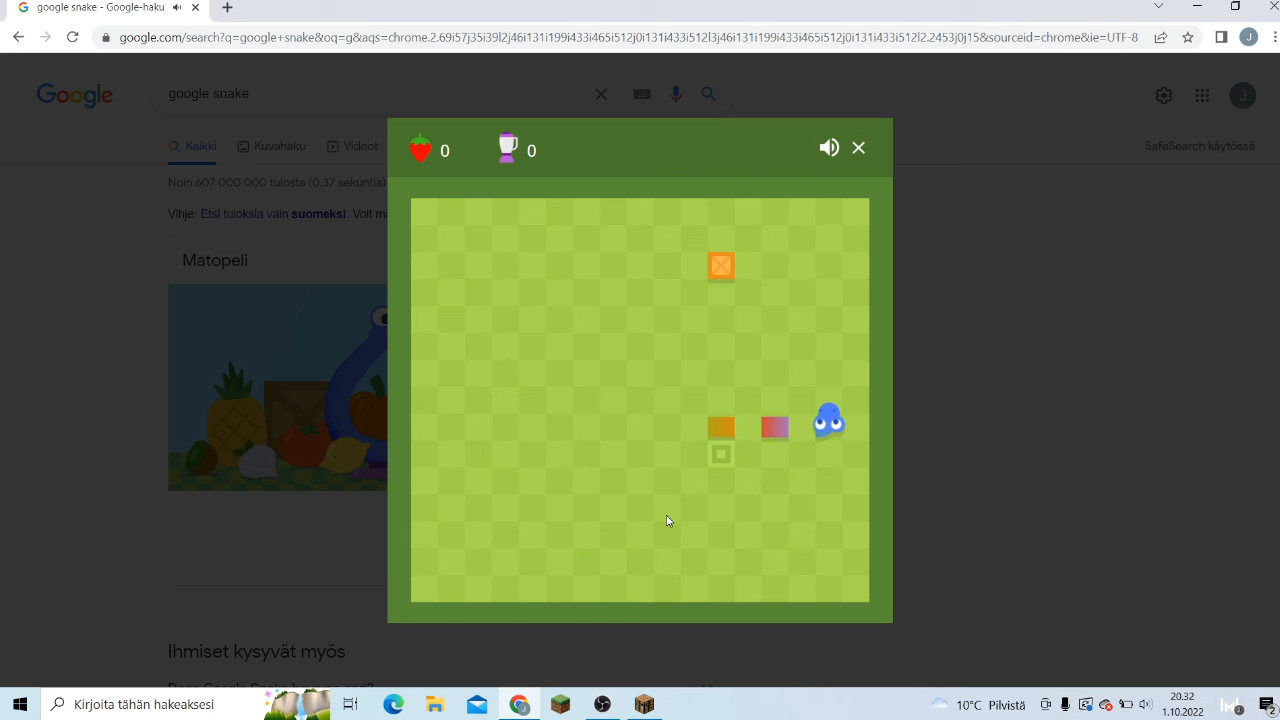 google snake - Google-haku
google.com/search?q=google+snake&oq=g&aqs=chrome.2.69i57j35i39l2j46i131i199i433i465i512j0i131i433i512l3j46i131i199i433i465i512j0i131i433i512l2.2453j0j15&sourceid=chrome&ie=UTF-8
J
Google
google snake
J
Kaikki
Kuvahaku
Videot
SafeSearch käytössä
0
0
Noin 607 000 000 tulosta (0,37 sekuntia)
Vihje: Etsi tuloksia vain suomeksi. Voit
Matopeli
Ihmiset kysyvät myös
Kirjoita tähän hakeaksesi
10°C Pilvistä
20.32
1.10.2022
2